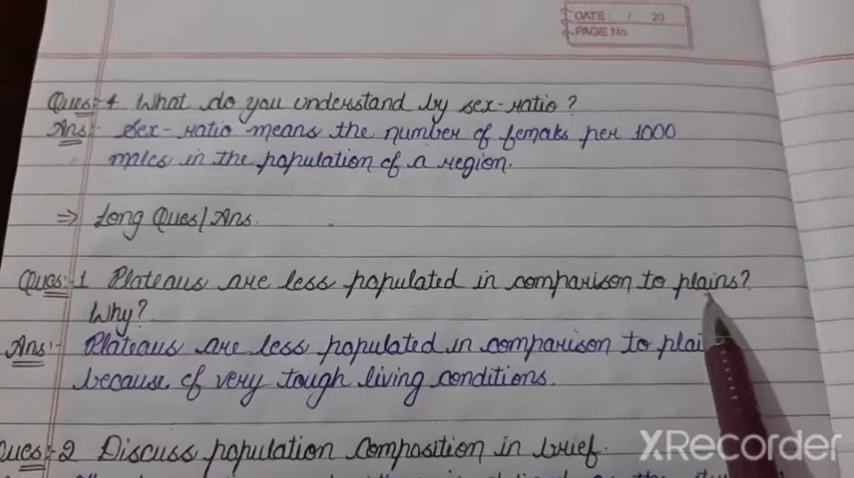 DATE: / 20
PAGE No
Ques:- 4 What do you understand by sex-ratio?
Ans:- Sex-ratio means the number of females per 1000
males in the population of a region.
⇒ Long Ques/Ans.
Ques:-1 Plateaus are less populated in comparison to plains?
Why?
Ans:- Plateaus are less populated in comparison to plai
because of very tough living conditions.
Ques:-2 Discuss population composition in brief.
XRecorder